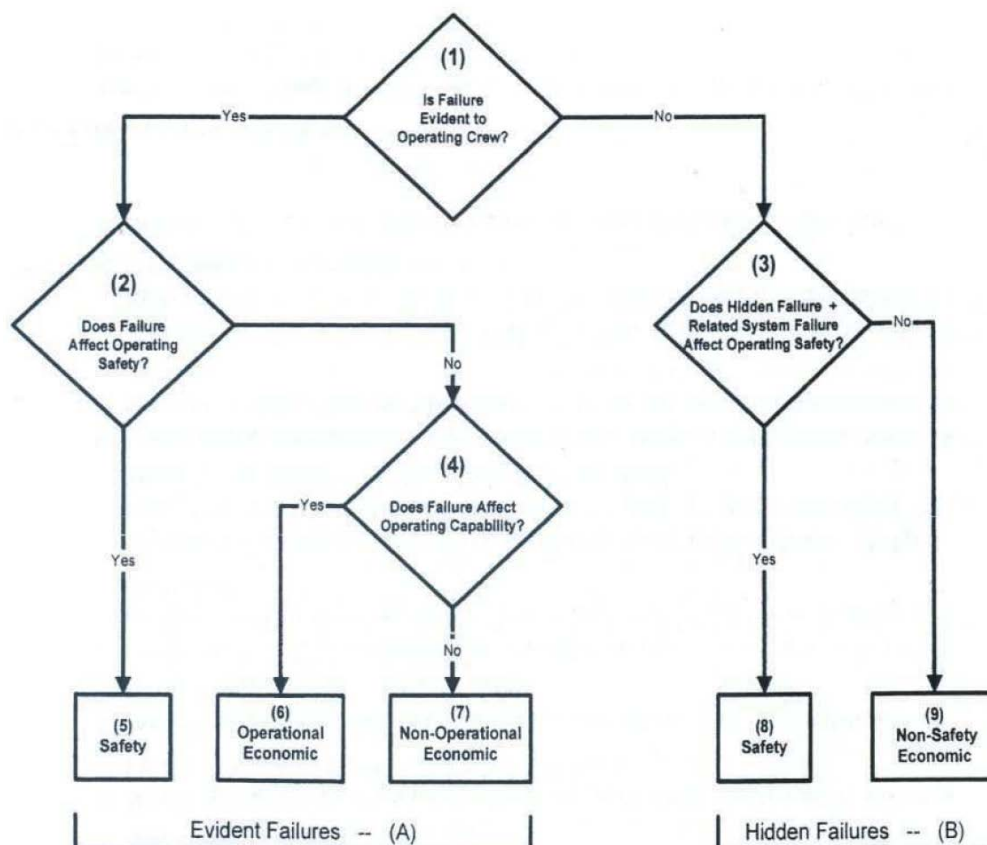 (1)
Is Failure
Evident to
Operating Crew?
Yes
No
(2)
Does Failure
Affect Operating
Safety?
(3)
Does Hidden Failure +
Related System Failure
Affect Operating Safety?
No
No
(4)
Does Failure Affect
Operating Capability?
Yes
Yes
Yes
No
(5)
Safety
(6)
Operational
Economic
(7)
Non-Operational
Economic
(8)
Safety
(9)
Non-Safety
Economic
Evident Failures -- (A)
Hidden Failures -- (B)